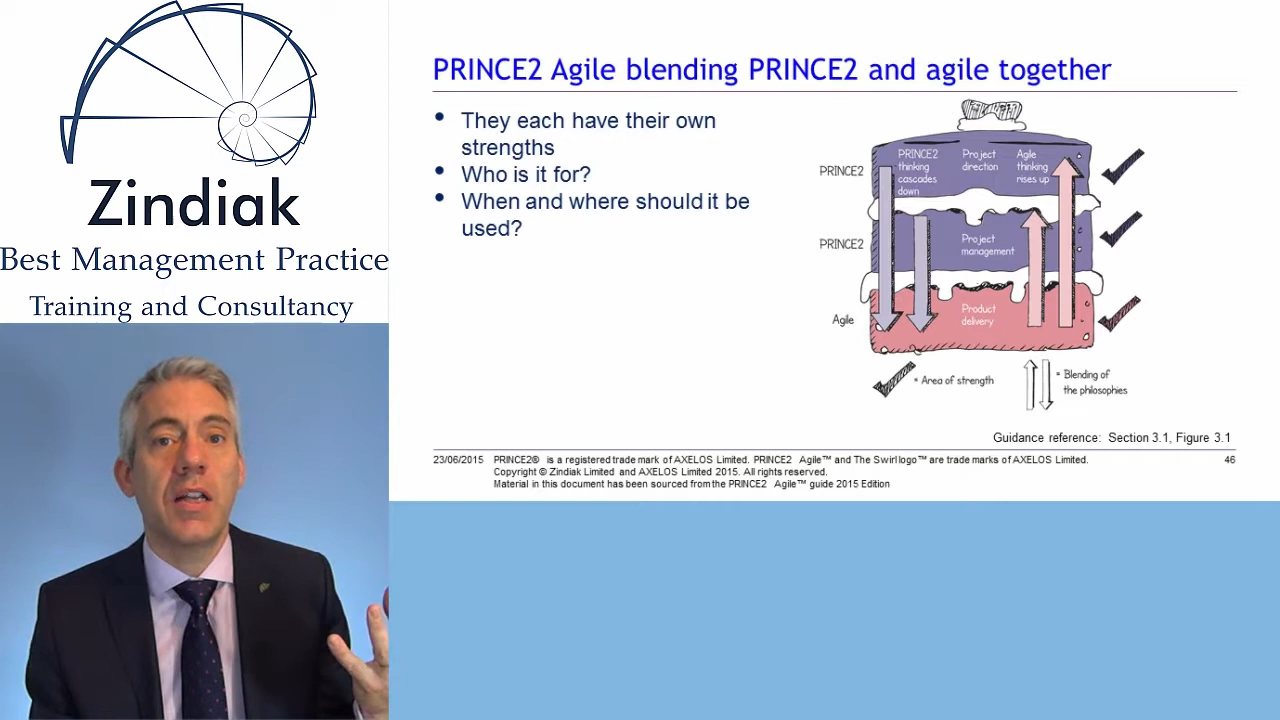 Zindiak
Best Management Practice
Training and Consultancy
PRINCE2 Agile blending PRINCE2 and agile together
• They each have their own
strengths
• Who is it for?
• When and where should it be
used?
PRINCE2
PRINCE2
thinking
cascades
down
Project
direction
Agile
thinking
rises up
PRINCE2
Project
management
Agile
Product
delivery
= Area of strength
= Blending of
the philosophies
Guidance reference: Section 3.1, Figure 3.1
23/06/2015 PRINCE2® is a registered trade mark of AXELOS Limited. PRINCE2 Agile™ and The Swirl logo™ are trade marks of AXELOS Limited. 46
Copyright © Zindiak Limited and AXELOS Limited 2015. All rights reserved.
Material in this document has been sourced from the PRINCE2 Agile™ guide 2015 Edition